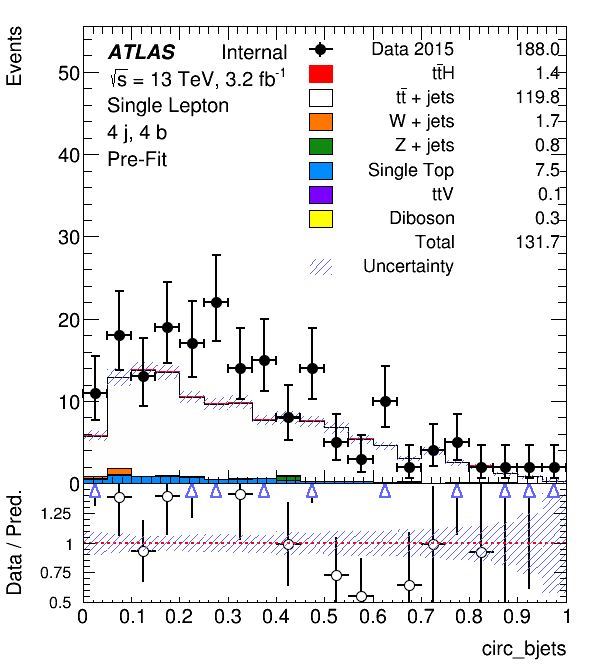 Events
ATLAS Internal
√s = 13 TeV, 3.2 fb⁻¹
Single Lepton
4 j, 4 b
Pre-Fit
Data 2015 188.0
tt̄H 1.4
tt̄ + jets 119.8
W + jets 1.7
Z + jets 0.8
Single Top 7.5
ttV 0.1
Diboson 0.3
Total 131.7
Uncertainty
50
40
30
20
10
0
Data / Pred.
1.25
1
0.75
0.5
0 0.1 0.2 0.3 0.4 0.5 0.6 0.7 0.8 0.9 1
circ_bjets